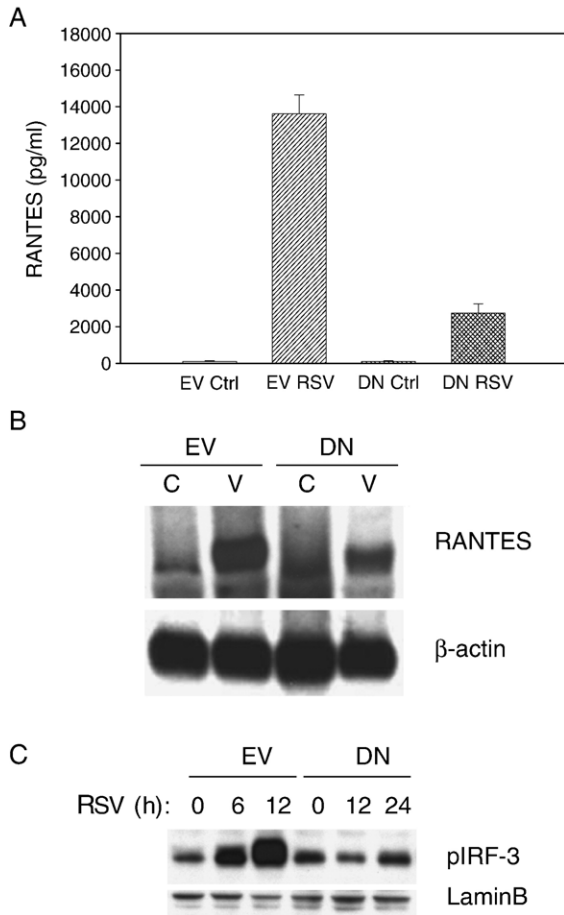 A
18000
16000
14000
12000
10000
8000
6000
4000
2000
0
RANTES (pg/ml)
EV Ctrl EV RSV DN Ctrl DN RSV
B
EV DN
C V C V
RANTES
β-actin
C
EV DN
RSV (h): 0 6 12 0 12 24
pIRF-3
LaminB